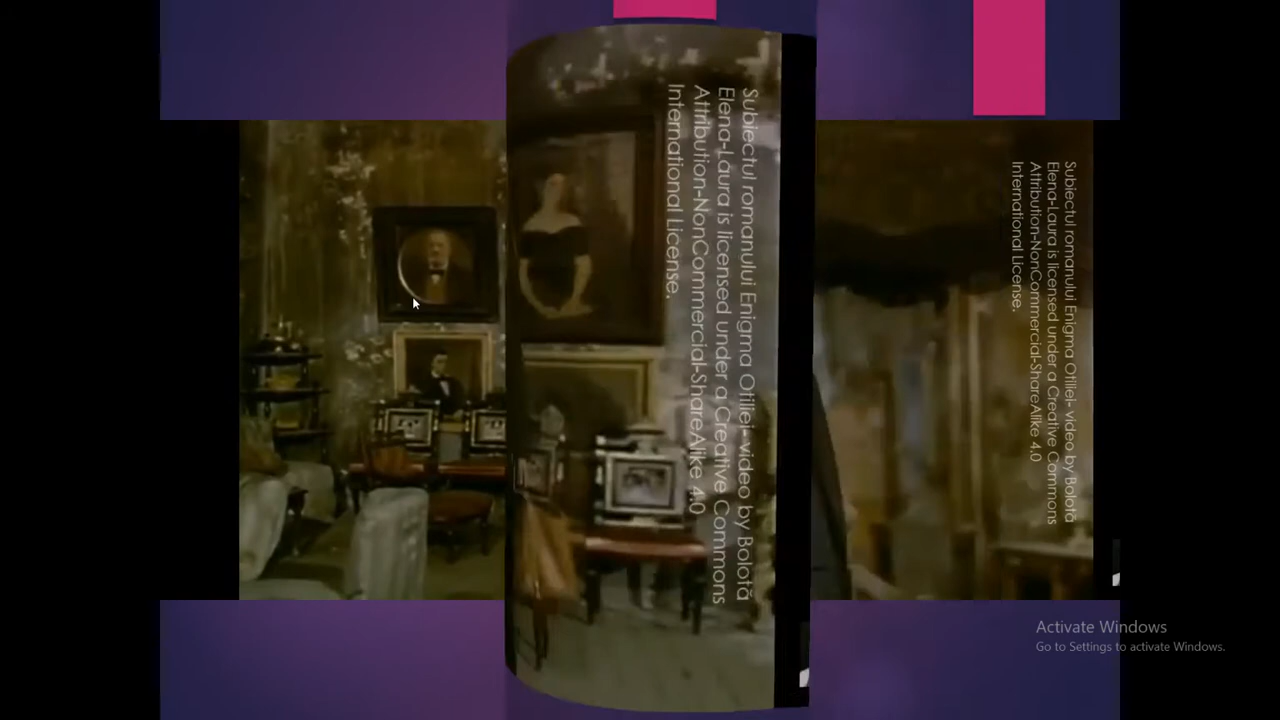 Subiectul romanului Enigma Otiliei- video by Bolotă
Elena-Laura is licensed under a Creative Commons
Attribution-NonCommercial-ShareAlike 4.0
International License.
Subiectul romanului Enigma Otiliei- video by Bolotă
Elena-Laura is licensed under a Creative Commons
Attribution-NonCommercial-ShareAlike 4.0
International License.
Activate Windows
Go to Settings to activate Windows.